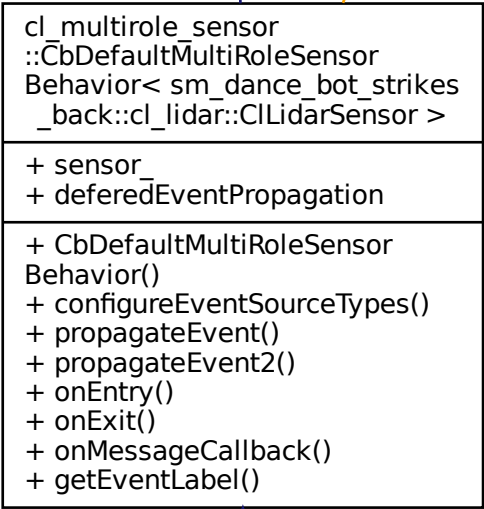 cl_multirole_sensor
::CbDefaultMultiRoleSensor
Behavior< sm_dance_bot_strikes
_back::cl_lidar::ClLidarSensor >
+ sensor_
+ deferedEventPropagation
+ CbDefaultMultiRoleSensor
Behavior()
+ configureEventSourceTypes()
+ propagateEvent()
+ propagateEvent2()
+ onEntry()
+ onExit()
+ onMessageCallback()
+ getEventLabel()